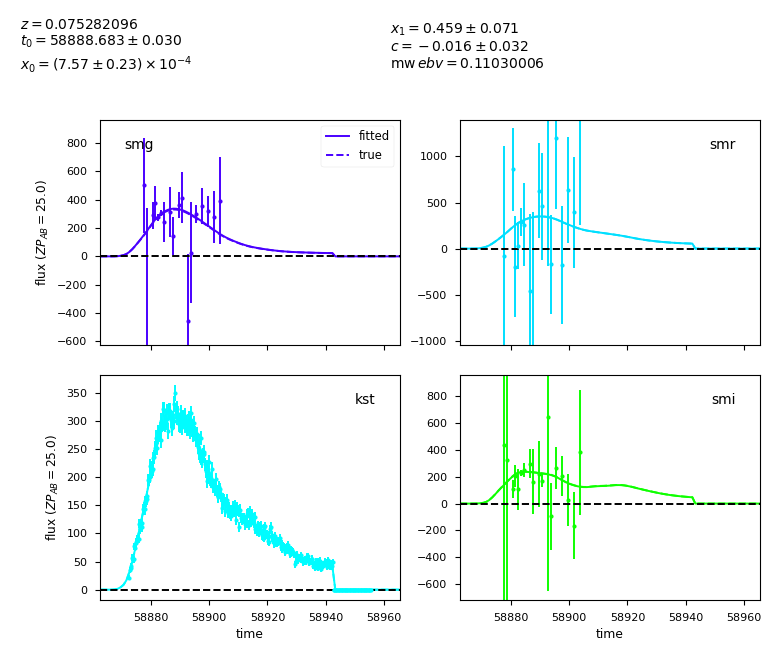 z = 0.075282096
t₀ = 58888.683 ± 0.030
x₀ = (7.57 ± 0.23) × 10⁻⁴
x₁ = 0.459 ± 0.071
c = −0.016 ± 0.032
mw ebv = 0.11030006
smg
fitted
true
800
600
400
200
0
−200
−400
−600
flux (ZP_AB = 25.0)
smr
1000
500
0
−500
−1000
kst
350
300
250
200
150
100
50
0
flux (ZP_AB = 25.0)
58880 58900 58920 58940 58960
time
smi
800
600
400
200
0
−200
−400
−600
58880 58900 58920 58940 58960
time